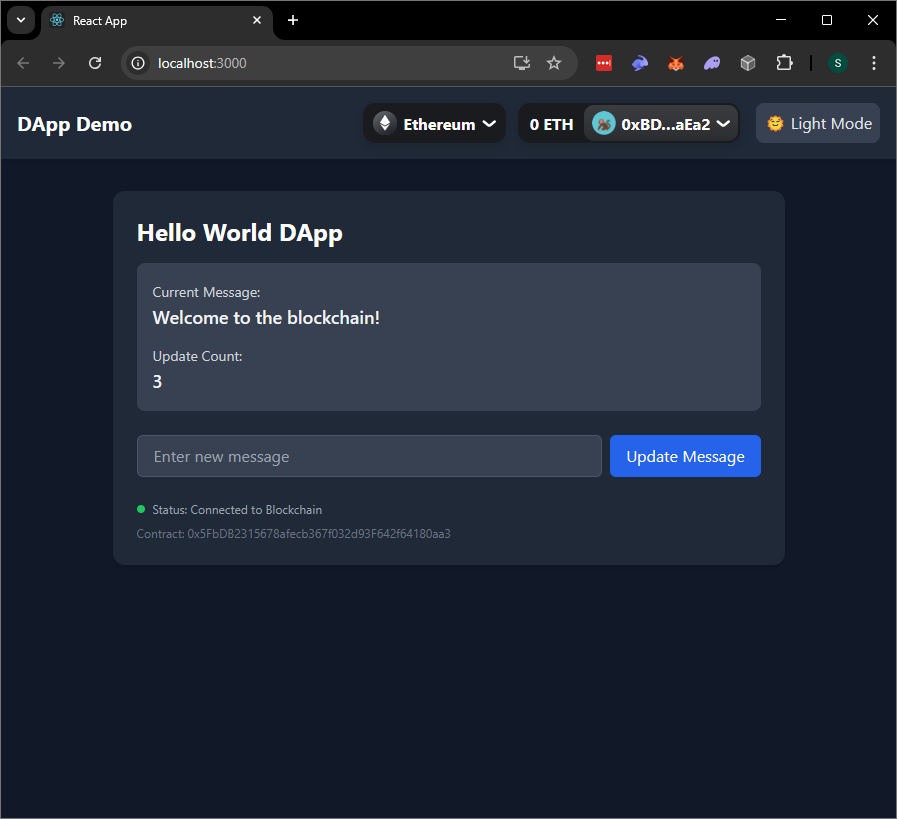 React App
localhost:3000
S
DApp Demo
Ethereum
0 ETH
0xBD...aEa2
Light Mode
Hello World DApp
Current Message:
Welcome to the blockchain!
Update Count:
3
Enter new message
Update Message
Status: Connected to Blockchain
Contract: 0x5FbDB2315678afecb367f032d93F642f64180aa3